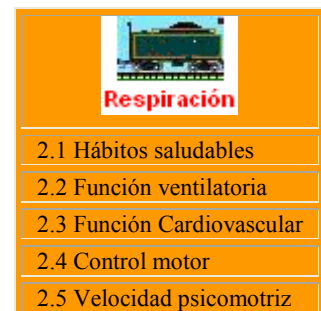 Respiración
2.1 Hábitos saludables
2.2 Función ventilatoria
2.3 Función Cardiovascular
2.4 Control motor
2.5 Velocidad psicomotriz